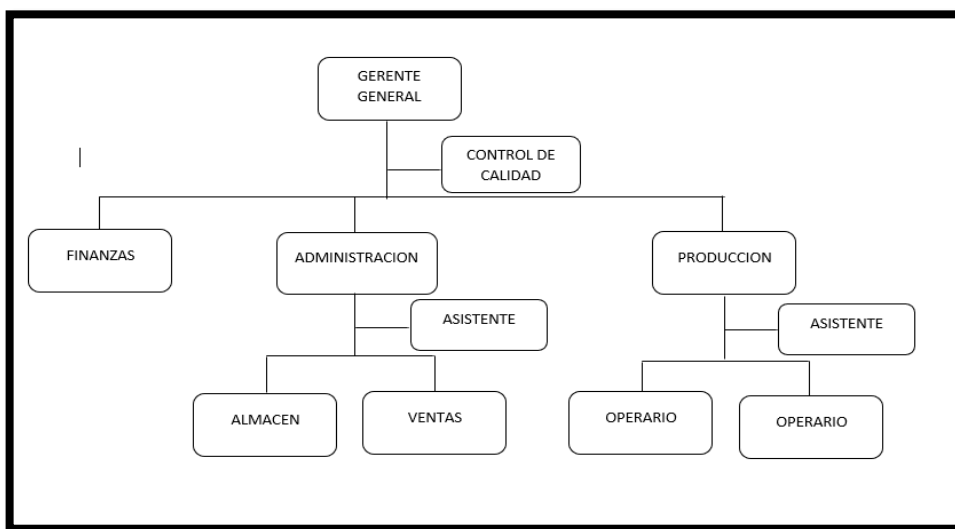 GERENTE
GENERAL
CONTROL DE
CALIDAD
FINANZAS
ADMINISTRACION
PRODUCCION
ASISTENTE
ASISTENTE
ALMACEN
VENTAS
OPERARIO
OPERARIO